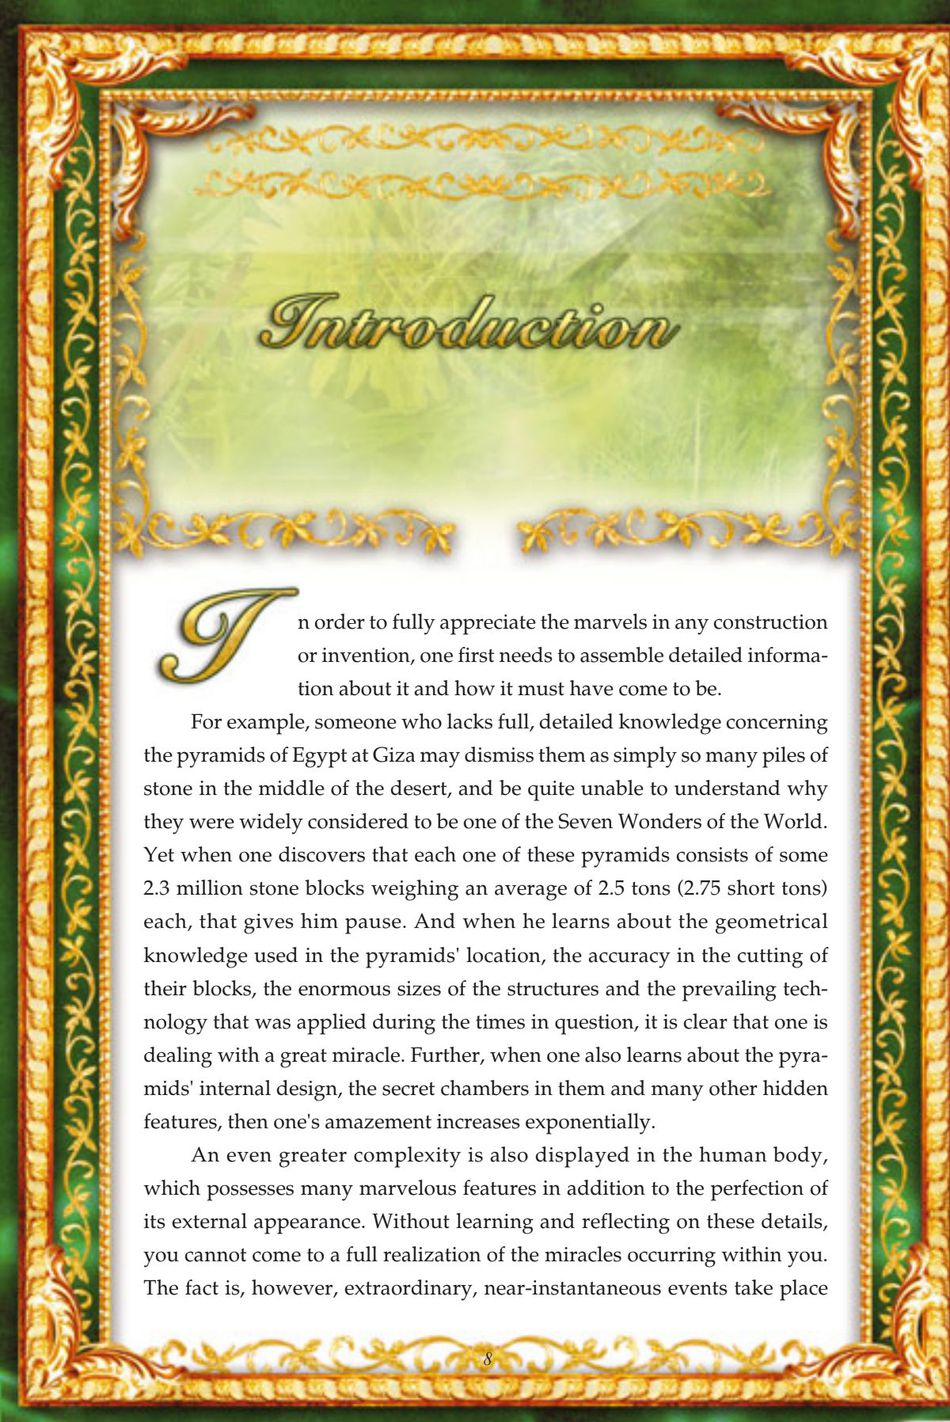 Introduction
In order to fully appreciate the marvels in any construction
or invention, one first needs to assemble detailed informa-
tion about it and how it must have come to be.
For example, someone who lacks full, detailed knowledge concerning
the pyramids of Egypt at Giza may dismiss them as simply so many piles of
stone in the middle of the desert, and be quite unable to understand why
they were widely considered to be one of the Seven Wonders of the World.
Yet when one discovers that each one of these pyramids consists of some
2.3 million stone blocks weighing an average of 2.5 tons (2.75 short tons)
each, that gives him pause. And when he learns about the geometrical
knowledge used in the pyramids' location, the accuracy in the cutting of
their blocks, the enormous sizes of the structures and the prevailing tech-
nology that was applied during the times in question, it is clear that one is
dealing with a great miracle. Further, when one also learns about the pyra-
mids' internal design, the secret chambers in them and many other hidden
features, then one's amazement increases exponentially.
An even greater complexity is also displayed in the human body,
which possesses many marvelous features in addition to the perfection of
its external appearance. Without learning and reflecting on these details,
you cannot come to a full realization of the miracles occurring within you.
The fact is, however, extraordinary, near-instantaneous events take place
8